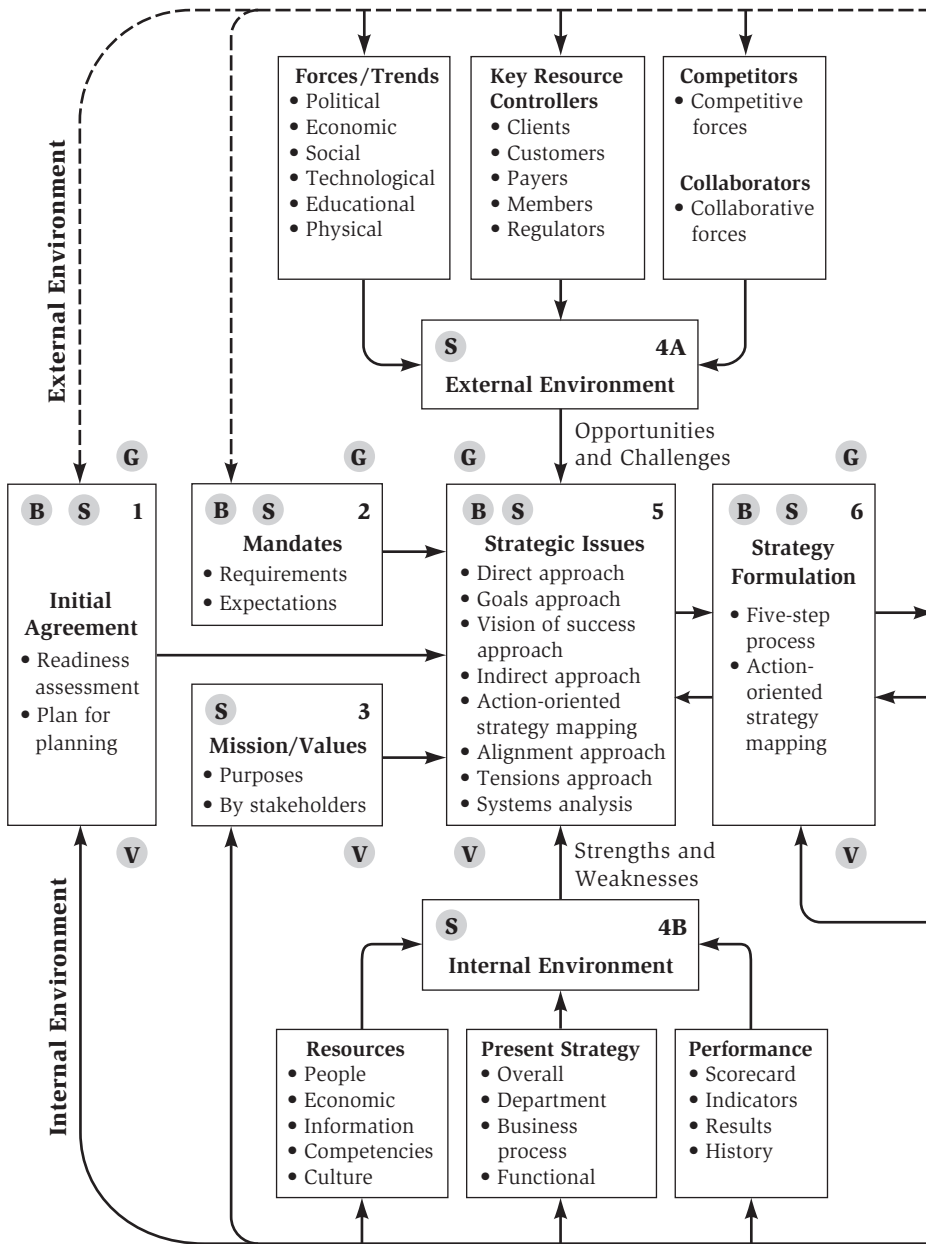 Forces/Trends
• Political
• Economic
• Social
• Technological
• Educational
• Physical
Key Resource
Controllers
• Clients
• Customers
• Payers
• Members
• Regulators
Competitors
• Competitive
forces
Collaborators
• Collaborative
forces
External Environment
S 4A
External Environment
Opportunities
and Challenges
G
B S 1
Initial
Agreement
• Readiness
assessment
• Plan for
planning
V
G
B S 2
Mandates
• Requirements
• Expectations
S 3
Mission/Values
• Purposes
• By stakeholders
V
G
B S 5
Strategic Issues
• Direct approach
• Goals approach
• Vision of success
approach
• Indirect approach
• Action-oriented
strategy mapping
• Alignment approach
• Tensions approach
• Systems analysis
V
G
B S 6
Strategy
Formulation
• Five-step
process
• Action-
oriented
strategy
mapping
V
Strengths and
Weaknesses
Internal Environment
S 4B
Internal Environment
Resources
• People
• Economic
• Information
• Competencies
• Culture
Present Strategy
• Overall
• Department
• Business
process
• Functional
Performance
• Scorecard
• Indicators
• Results
• History